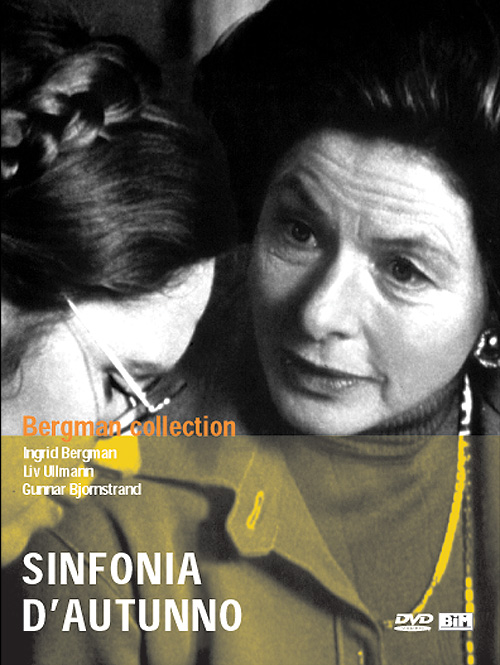 Bergman collection
Ingrid Bergman
Liv Ullmann
Gunnar Bjornstrand
SINFONIA
D'AUTUNNO
DVD
BiM